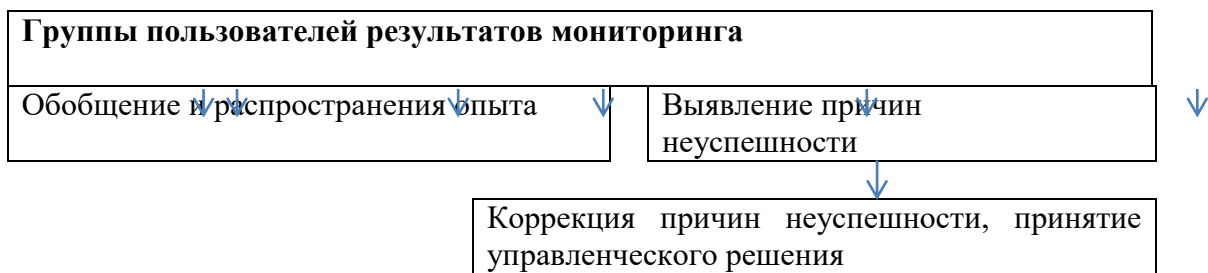 Группы пользователей результатов мониторинга
Обобщение и распространения опыта
Выявление причин
неуспешности
Коррекция причин неуспешности, принятие
управленческого решения